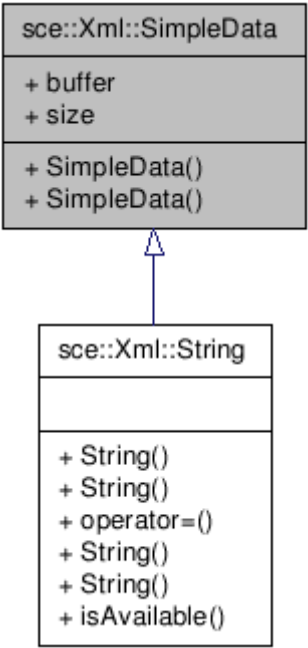 sce::Xml::SimpleData
+ buffer
+ size
+ SimpleData()
+ SimpleData()
sce::Xml::String
+ String()
+ String()
+ operator=()
+ String()
+ String()
+ isAvailable()